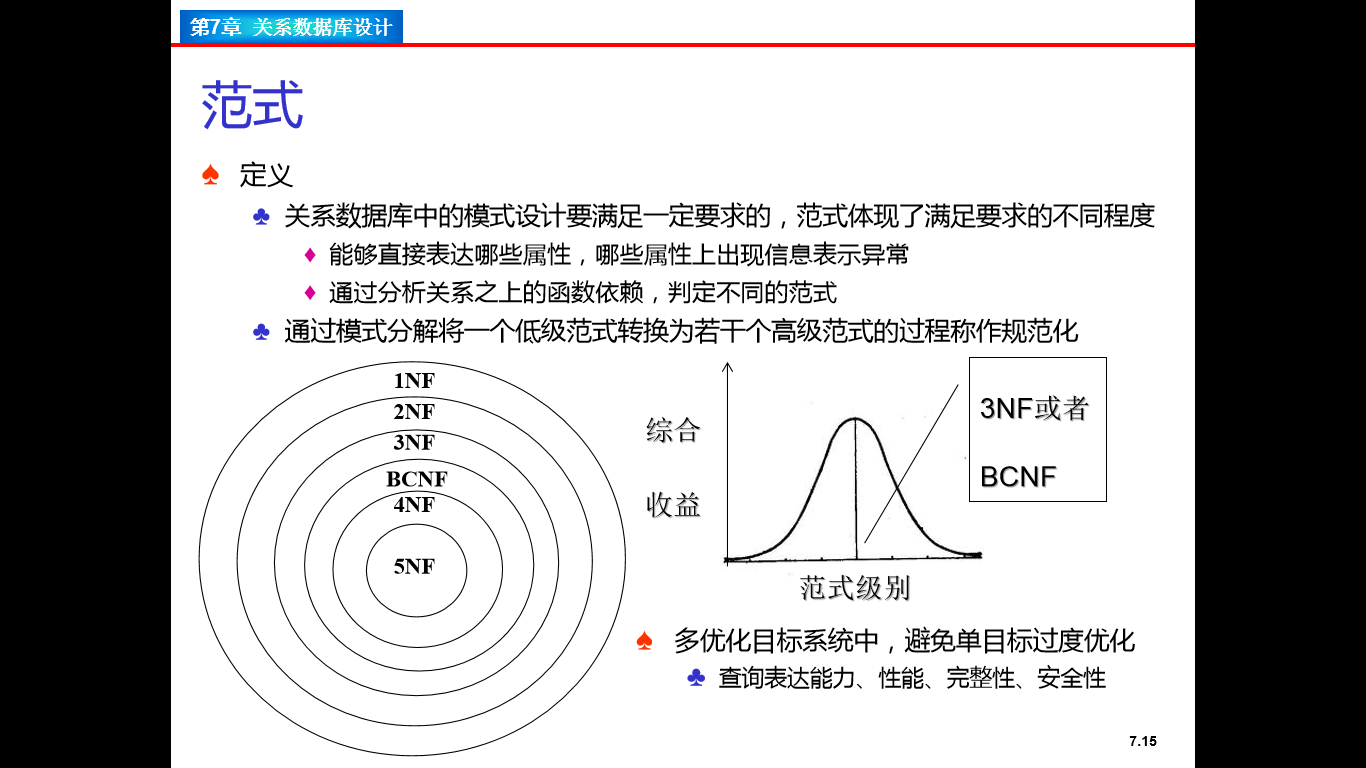 第7章 关系数据库设计
范式
定义
关系数据库中的模式设计要满足一定要求的，范式体现了满足要求的不同程度
能够直接表达哪些属性，哪些属性上出现信息表示异常
通过分析关系之上的函数依赖，判定不同的范式
通过模式分解将一个低级范式转换为若干个高级范式的过程称作规范化
1NF
2NF
3NF
BCNF
4NF
5NF
综合
收益
3NF或者
BCNF
范式级别
多优化目标系统中，避免单目标过度优化
查询表达能力、性能、完整性、安全性
7.15